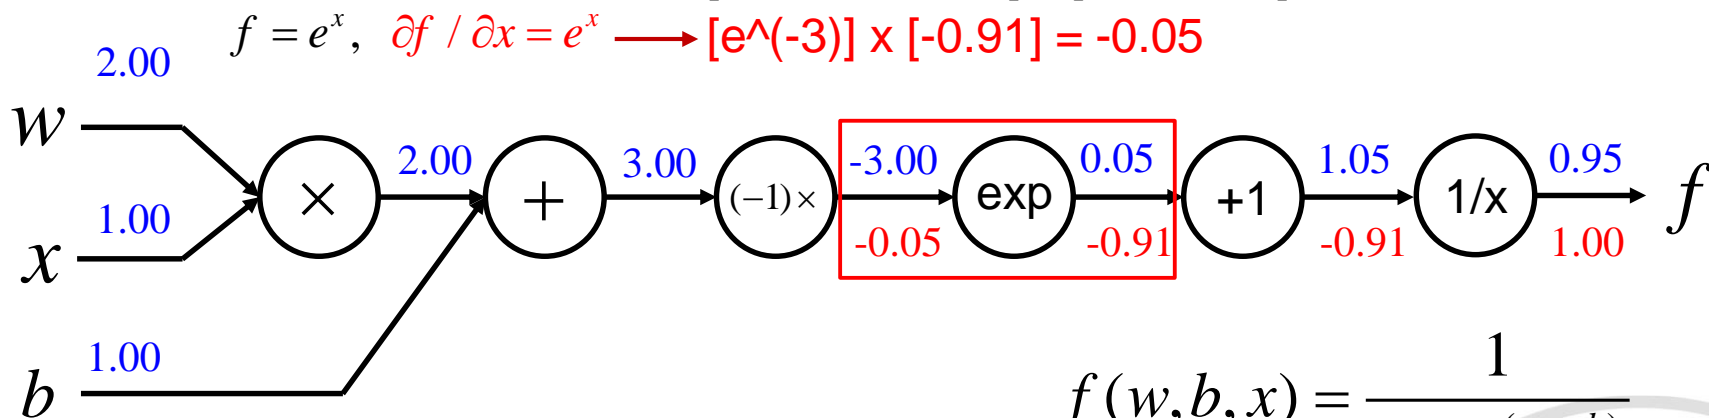 f = e^x, ∂f / ∂x = e^x → [e^(-3)] x [-0.91] = -0.05
2.00
w
× 2.00 + 3.00 (−1)× -3.00 exp 0.05 +1 1.05 1/x 0.95 f
1.00
-0.05 -0.91 -0.91 1.00
x
1.00
b
f(w,b,x) = 1